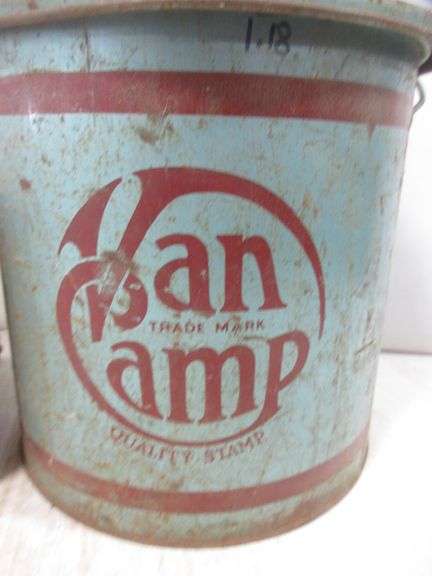 1.18
Van
TRADE MARK
Camp
QUALITY STAMP